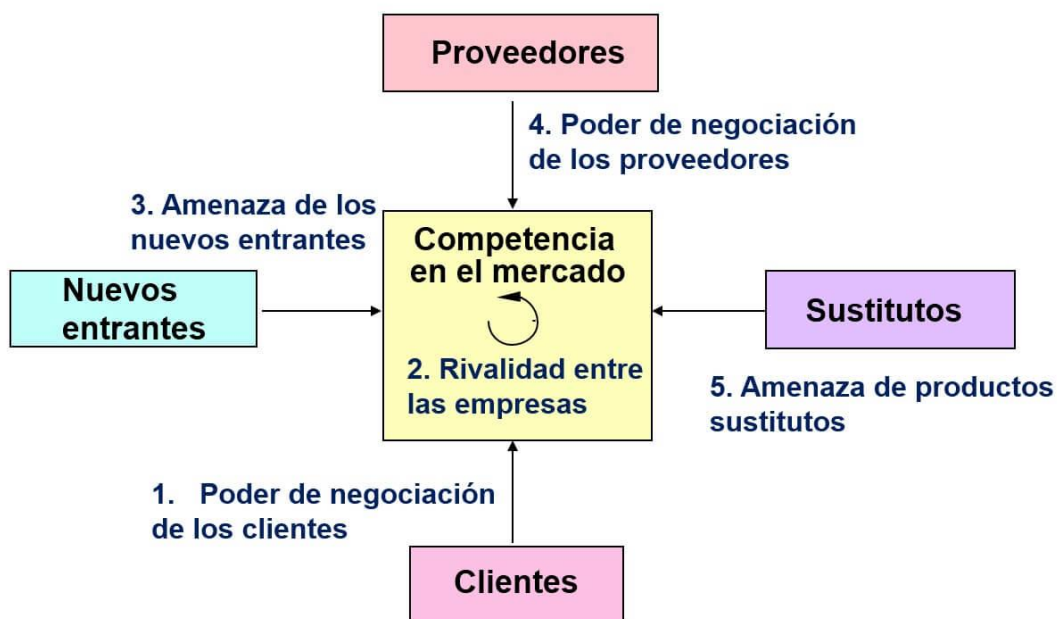 Proveedores
4. Poder de negociación
de los proveedores
3. Amenaza de los
nuevos entrantes
Competencia
en el mercado
Nuevos
entrantes
Sustitutos
2. Rivalidad entre
las empresas
5. Amenaza de productos
sustitutos
1. Poder de negociación
de los clientes
Clientes